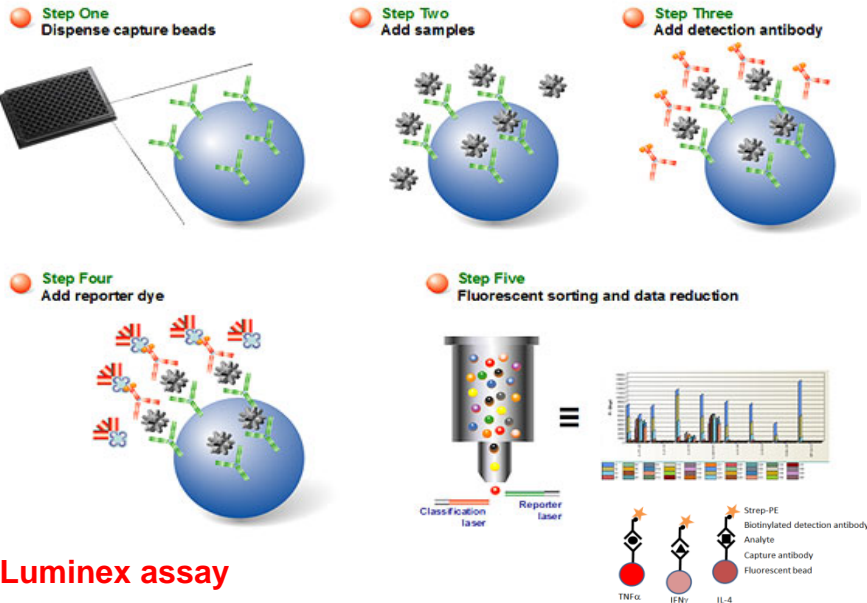 Step One
Dispense capture beads
Step Two
Add samples
Step Three
Add detection antibody
Step Four
Add reporter dye
Step Five
Fluorescent sorting and data reduction
Classification
laser
Reporter
laser
Strep-PE
Biotinylated detection antibody
Analyte
Capture antibody
Fluorescent bead
TNFα
IFNγ
IL-4
Luminex assay